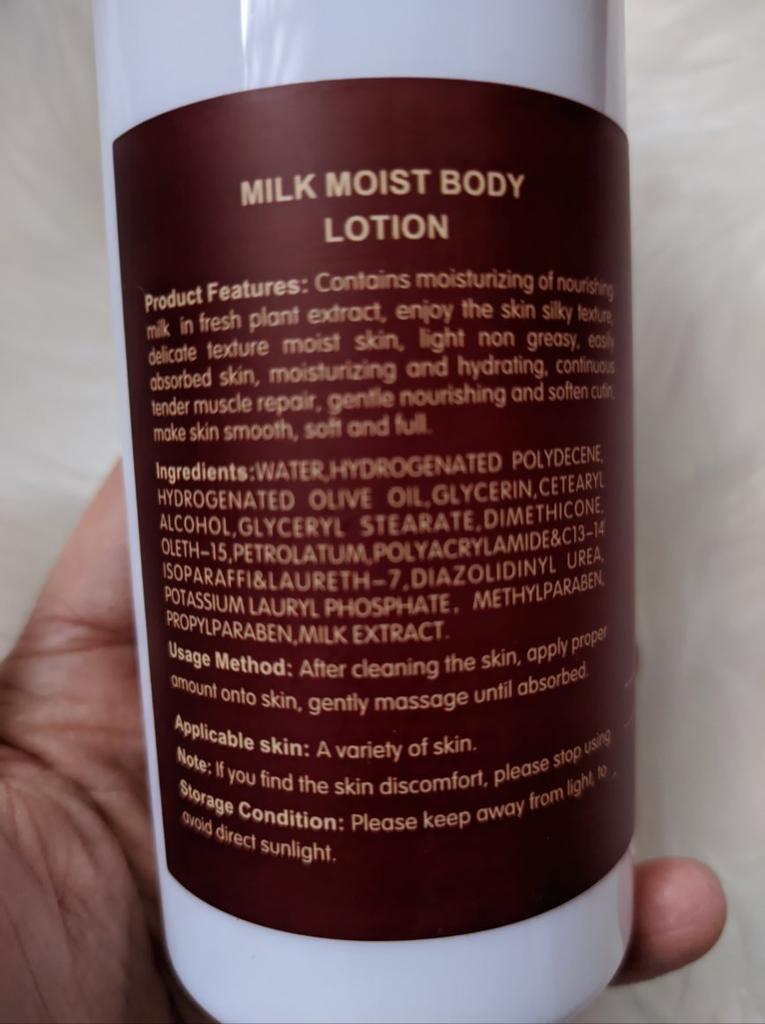 MILK MOIST BODY
LOTION
Product Features: Contains moisturizing of nourishing
milk in fresh plant extract, enjoy the skin silky texture,
delicate texture moist skin, light non greasy, easily
absorbed skin, moisturizing and hydrating, continuous
tender muscle repair, gentle nourishing and soften cutin,
make skin smooth, soft and full.
Ingredients:WATER,HYDROGENATED POLYDECENE,
HYDROGENATED OLIVE OIL,GLYCERIN,CETEARYL
ALCOHOL,GLYCERYL STEARATE,DIMETHICONE,
OLETH-15,PETROLATUM,POLYACRYLAMIDE&C13-14
ISOPARAFFI&LAURETH-7,DIAZOLIDINYL UREA,
POTASSIUM LAURYL PHOSPHATE, METHYLPARABEN,
PROPYLPARABEN,MILK EXTRACT.
Usage Method: After cleaning the skin, apply proper
amount onto skin, gently massage until absorbed.
Applicable skin: A variety of skin.
Note: If you find the skin discomfort, please stop using
Storage Condition: Please keep away from light, to
avoid direct sunlight.